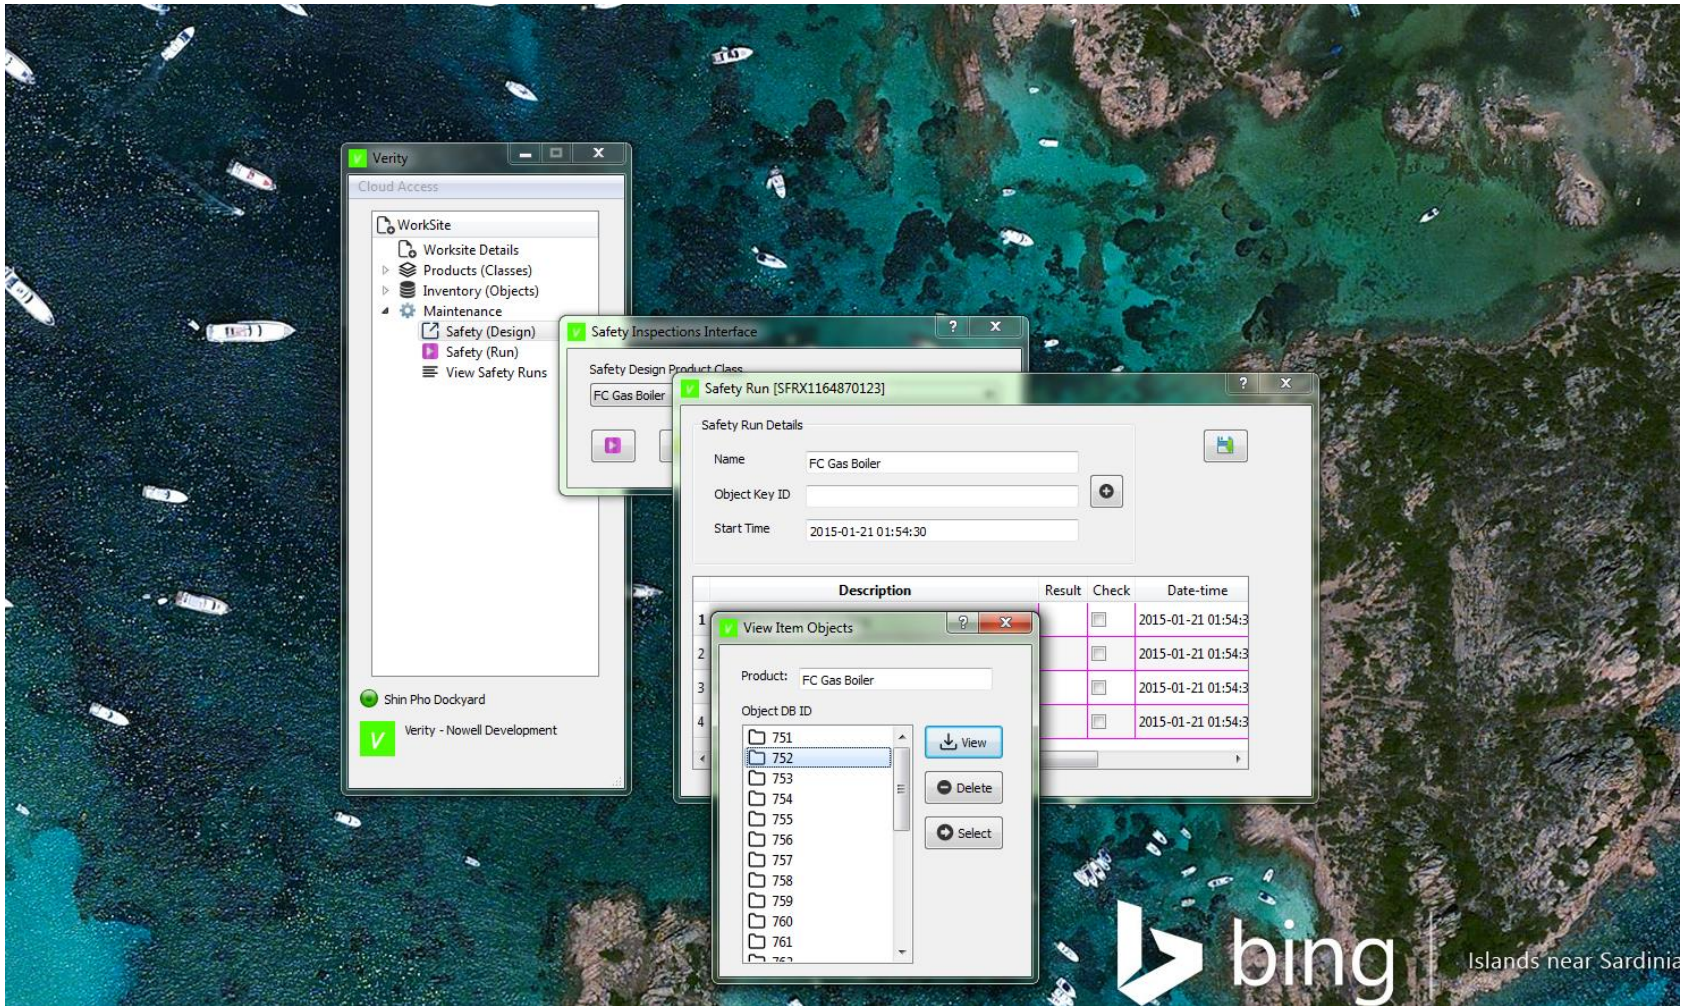 Verity
Cloud Access
WorkSite
Worksite Details
Products (Classes)
Inventory (Objects)
Maintenance
Safety (Design)
Safety (Run)
View Safety Runs
Shin Pho Dockyard
V
Verity - Nowell Development
Safety Inspections Interface
Safety Design Product Class
FC Gas Boiler
Safety Run [SFRX1164870123]
Safety Run Details
Name FC Gas Boiler
Object Key ID
Start Time 2015-01-21 01:54:30
Description Result Check Date-time
1 2015-01-21 01:54:3
2 2015-01-21 01:54:3
3 2015-01-21 01:54:3
4 2015-01-21 01:54:3
View Item Objects
Product: FC Gas Boiler
Object DB ID
751
752
753
754
755
756
757
758
759
760
761
View
Delete
Select
bing
Islands near Sardinia